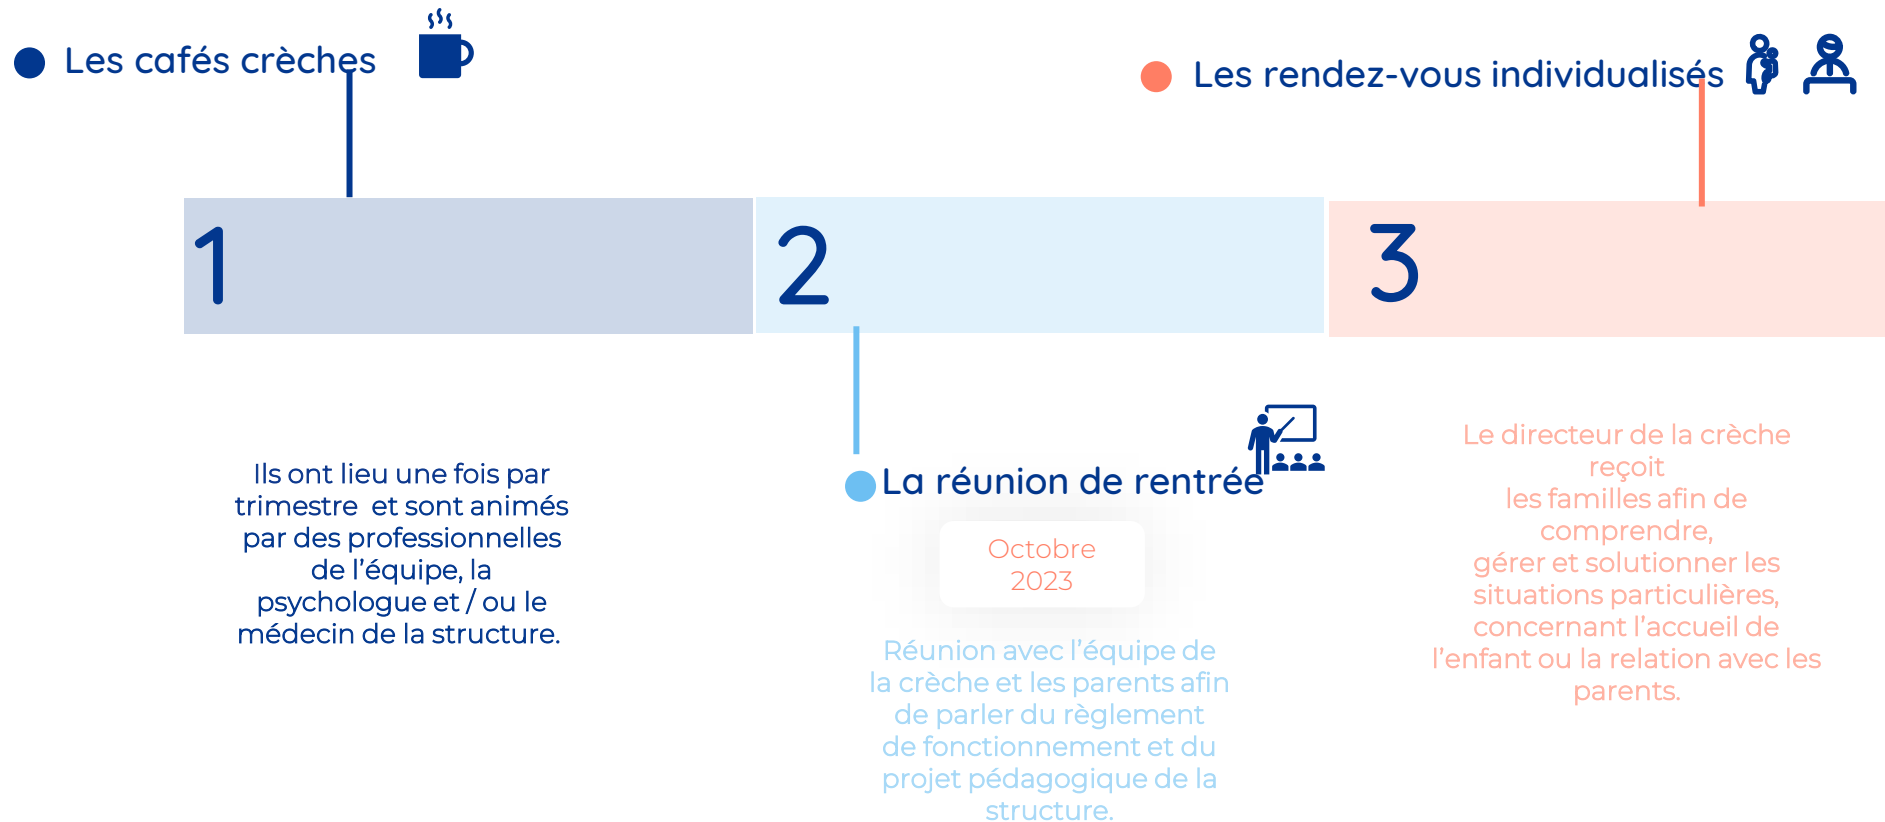 Les cafés crèches
Les rendez-vous individualisés
1
2
3
Ils ont lieu une fois par
trimestre  et sont animés
par des professionnelles
de l’équipe, la
psychologue et / ou le
médecin de la structure.
La réunion de rentrée
Octobre
2023
Réunion avec l’équipe de
la crèche et les parents afin
de parler du règlement
de fonctionnement et du
projet pédagogique de la
structure.
Le directeur de la crèche
reçoit
les familles afin de
comprendre,
gérer et solutionner les
situations particulières,
concernant l’accueil de
l’enfant ou la relation avec les
parents.